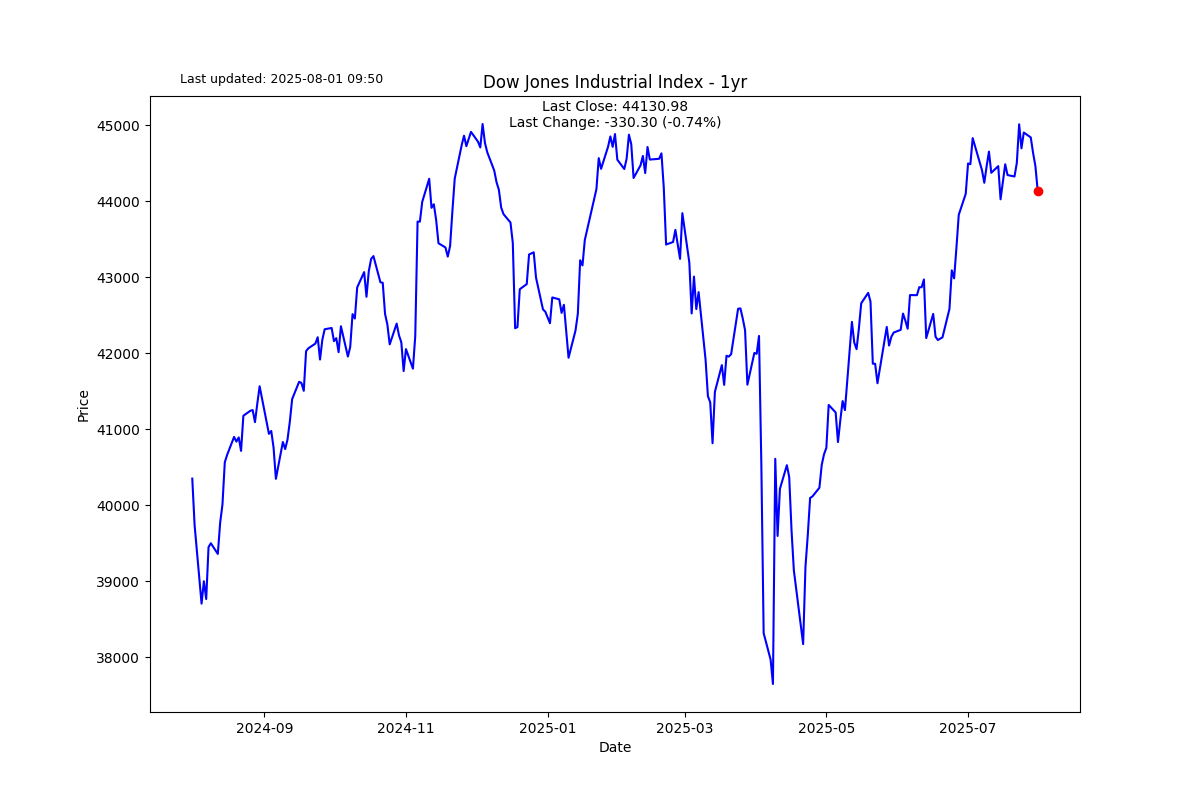 Last updated: 2025-08-01 09:50
Dow Jones Industrial Index - 1yr
Last Close: 44130.98
Last Change: -330.30 (-0.74%)
45000
44000
43000
42000
41000
40000
39000
38000
Price
2024-09
2024-11
2025-01
2025-03
2025-05
2025-07
Date